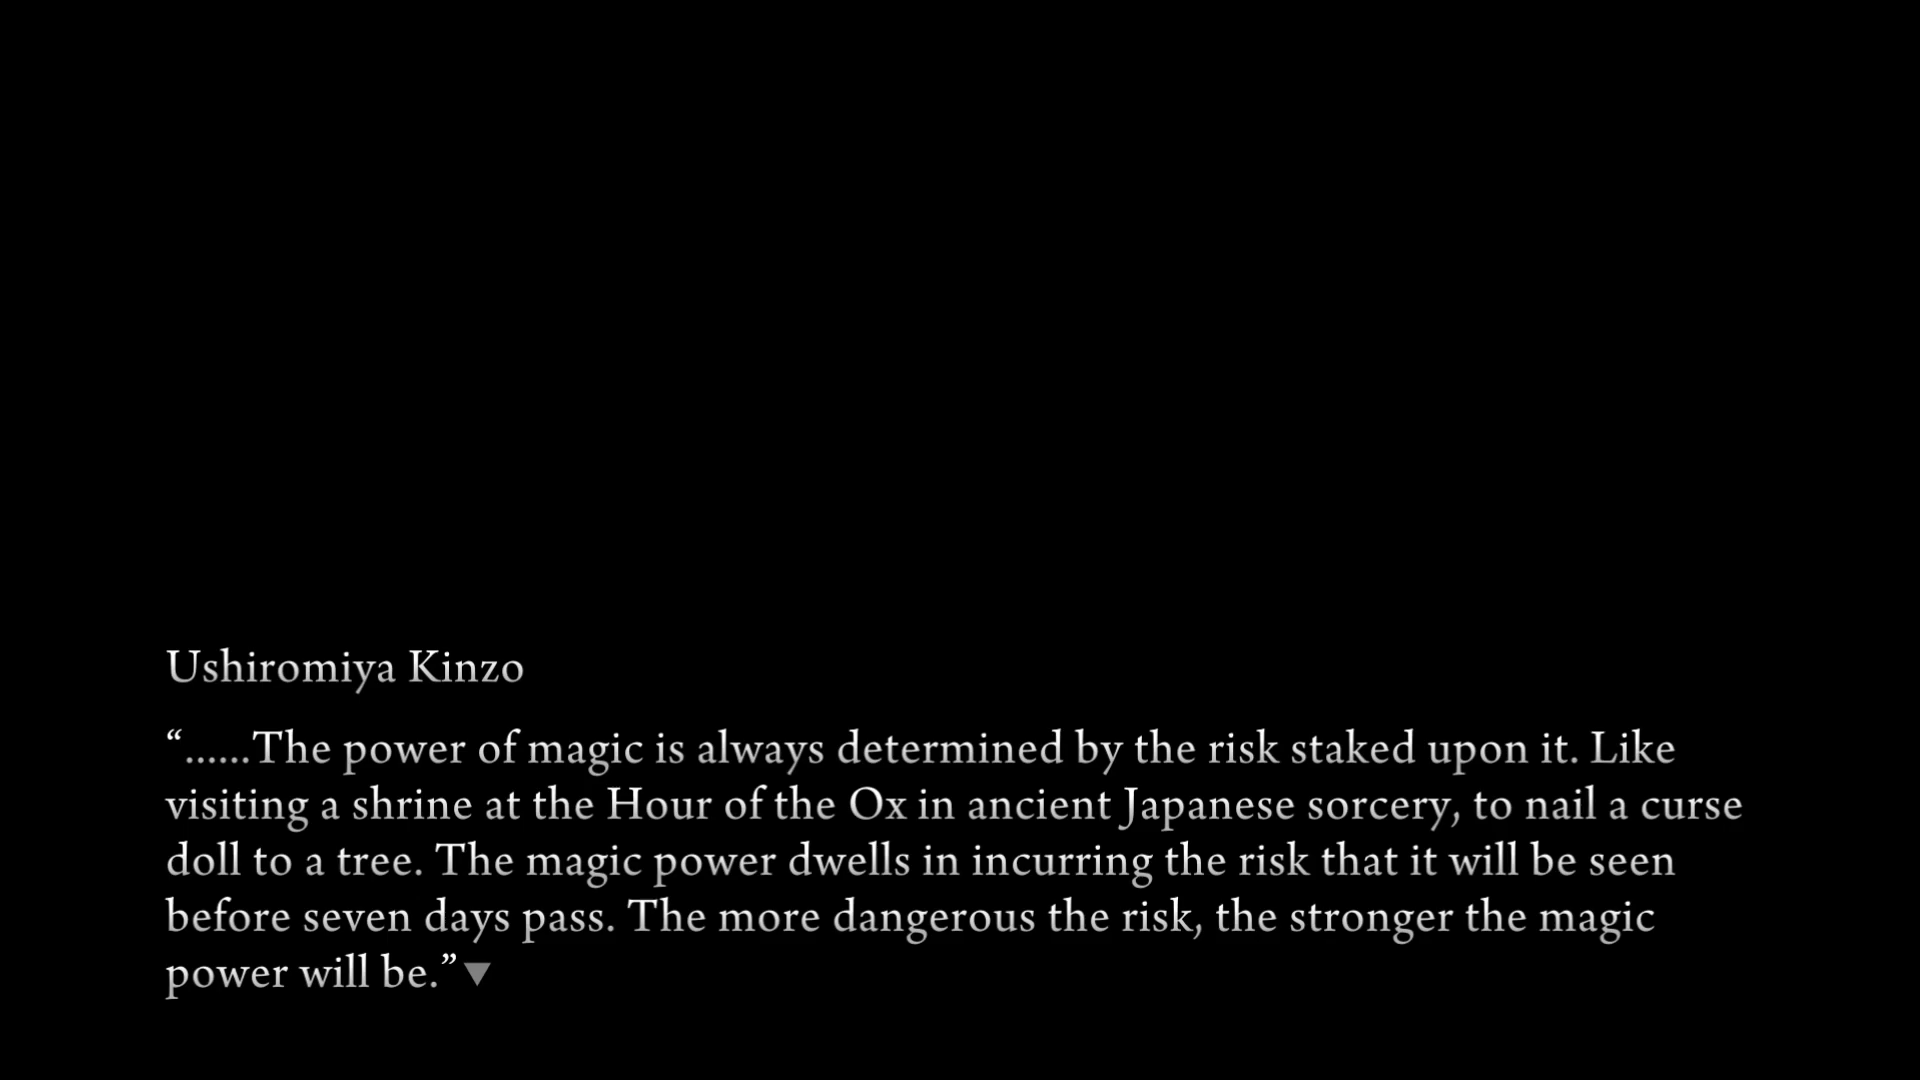 Ushiromiya Kinzo
“......The power of magic is always determined by the risk staked upon it. Like
visiting a shrine at the Hour of the Ox in ancient Japanese sorcery, to nail a curse
doll to a tree. The magic power dwells in incurring the risk that it will be seen
before seven days pass. The more dangerous the risk, the stronger the magic
power will be.”